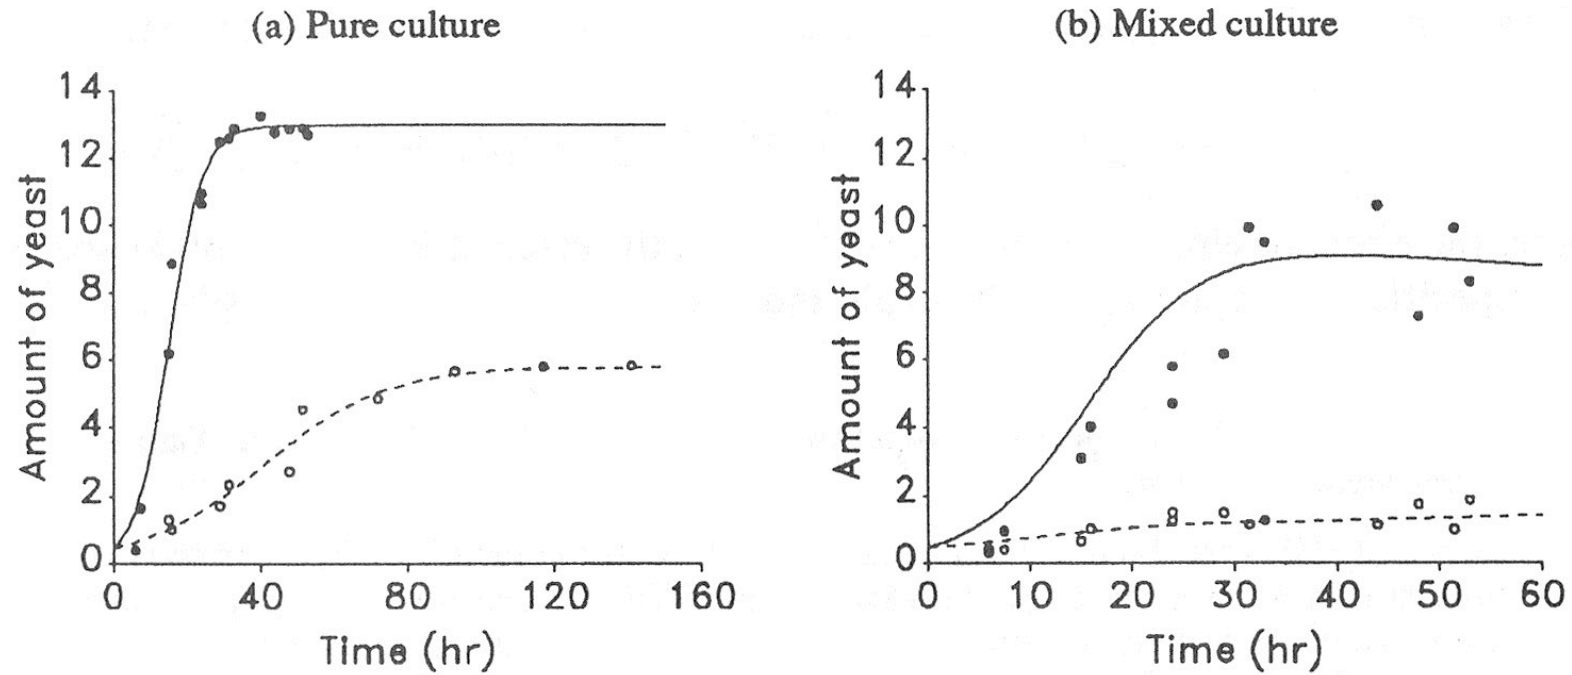 (a) Pure culture
14
12
10
8
6
4
2
0
Amount of yeast
0 40 80 120 160
Time (hr)
(b) Mixed culture
14
12
10
8
6
4
2
0
Amount of yeast
0 10 20 30 40 50 60
Time (hr)